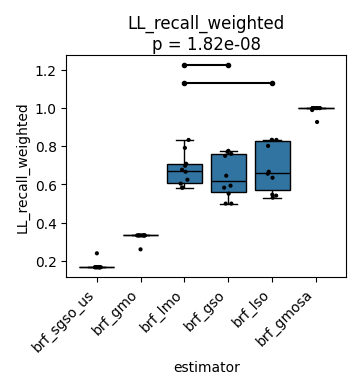 LL_recall_weighted
p = 1.82e-08
LL_recall_weighted
1.2
1.0
0.8
0.6
0.4
0.2
brf_sgso_us
brf_gmo
brf_lmo
brf_gso
brf_lso
brf_gmosa
estimator